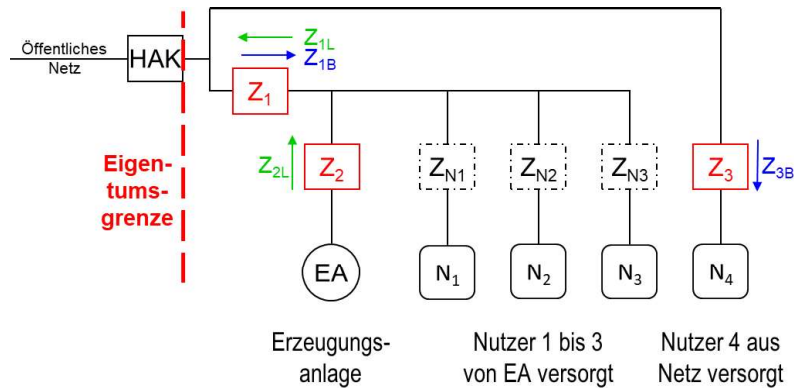 Öffentliches
Netz
HAK
Z1L
Z1B
Z1
Eigen-
tums-
grenze
Z2L
Z2
ZN1
ZN2
ZN3
Z3
Z3B
EA
N1
N2
N3
N4
Erzeugungs-
anlage
Nutzer 1 bis 3
von EA versorgt
Nutzer 4 aus
Netz versorgt